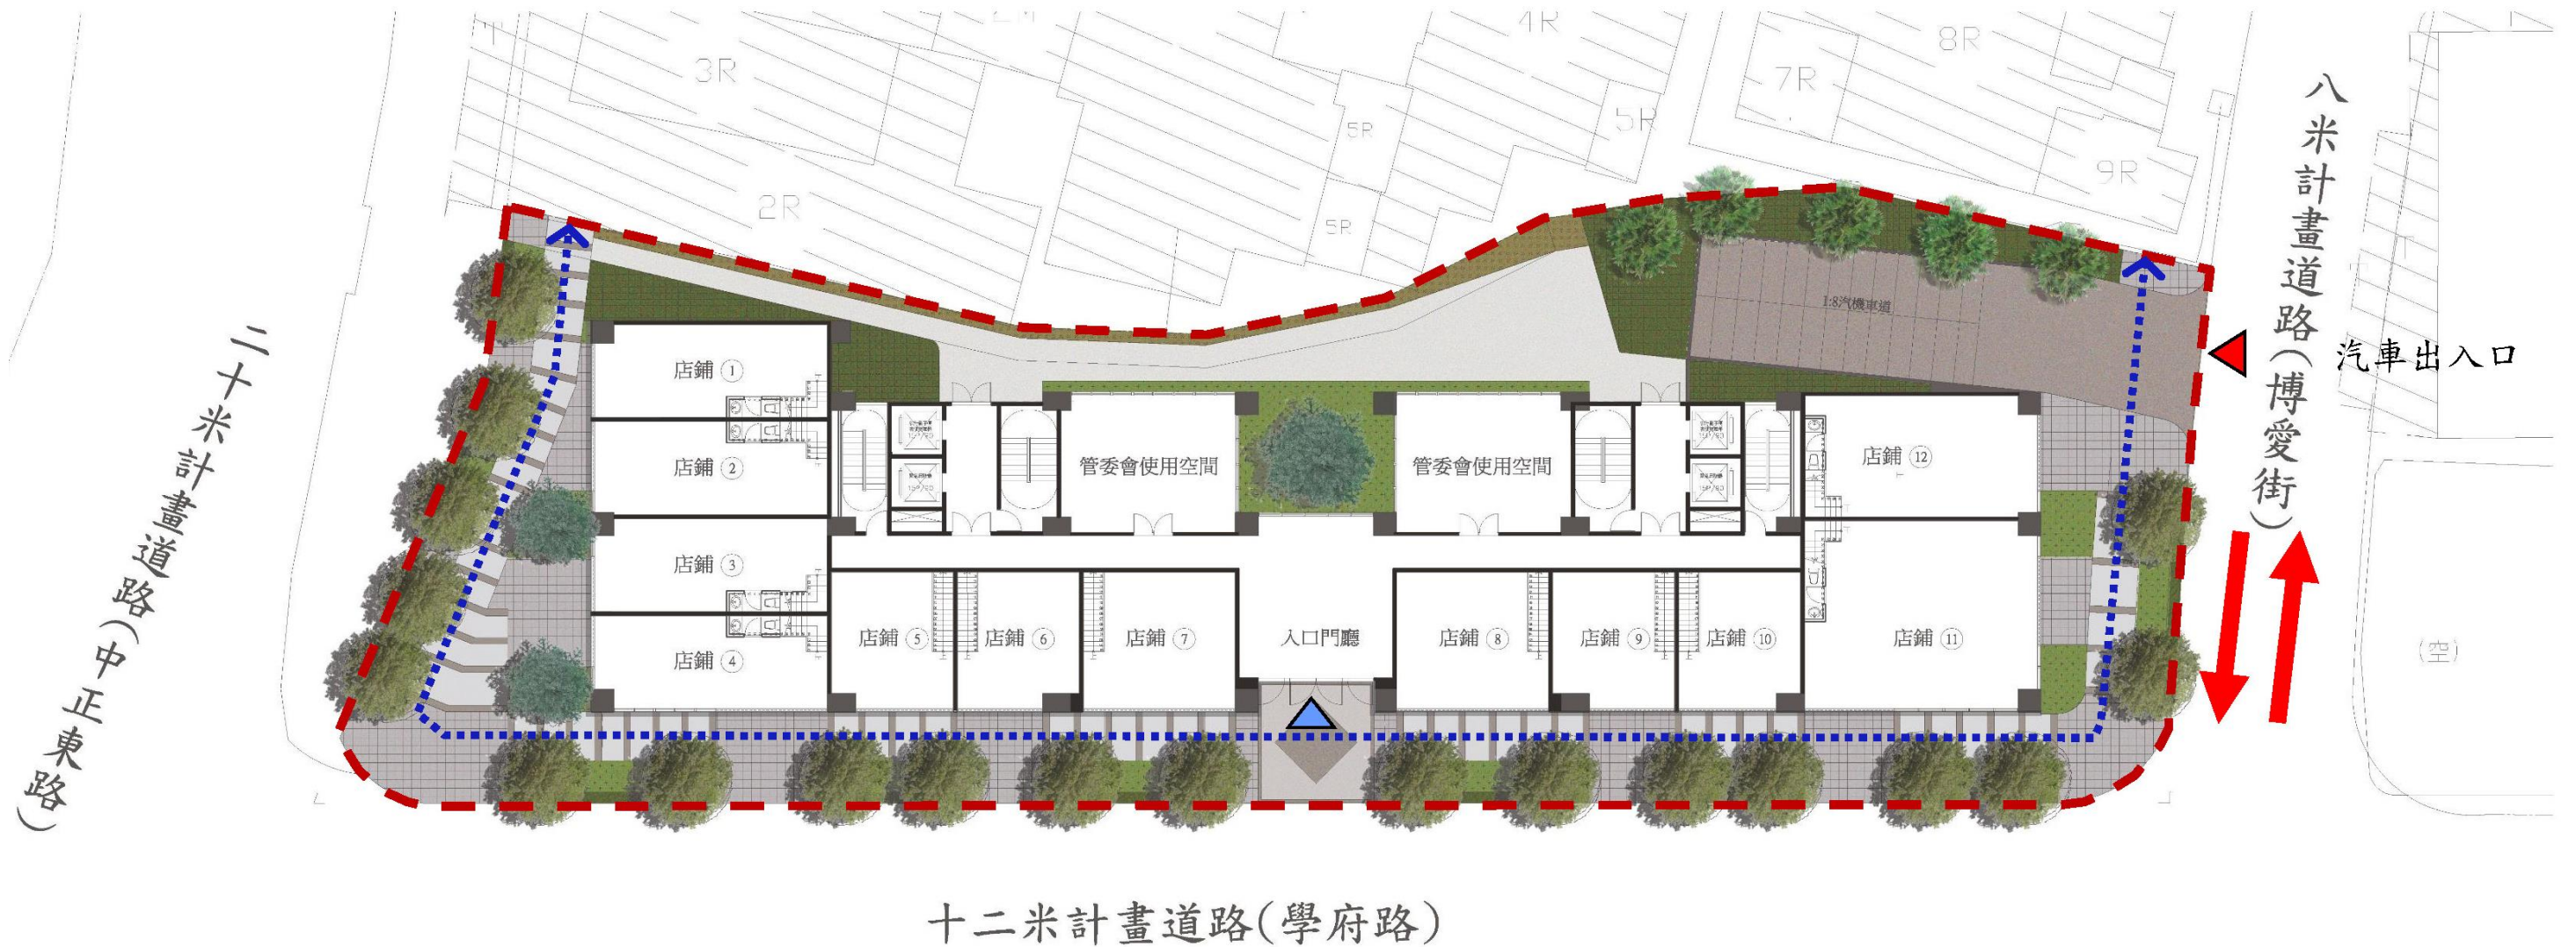 3R
4R
5R
5R
5R
7R
8R
9R
2R
八米計畫道路(博愛街)
汽車出入口
1:8汽機車道
二十米計畫道路(中正東路)
店鋪 1
店鋪 2
店鋪 3
店鋪 4
管委會使用空間
管委會使用空間
店鋪 12
店鋪 5
店鋪 6
店鋪 7
入口門廳
店鋪 8
店鋪 9
店鋪 10
店鋪 11
(空)
十二米計畫道路(學府路)